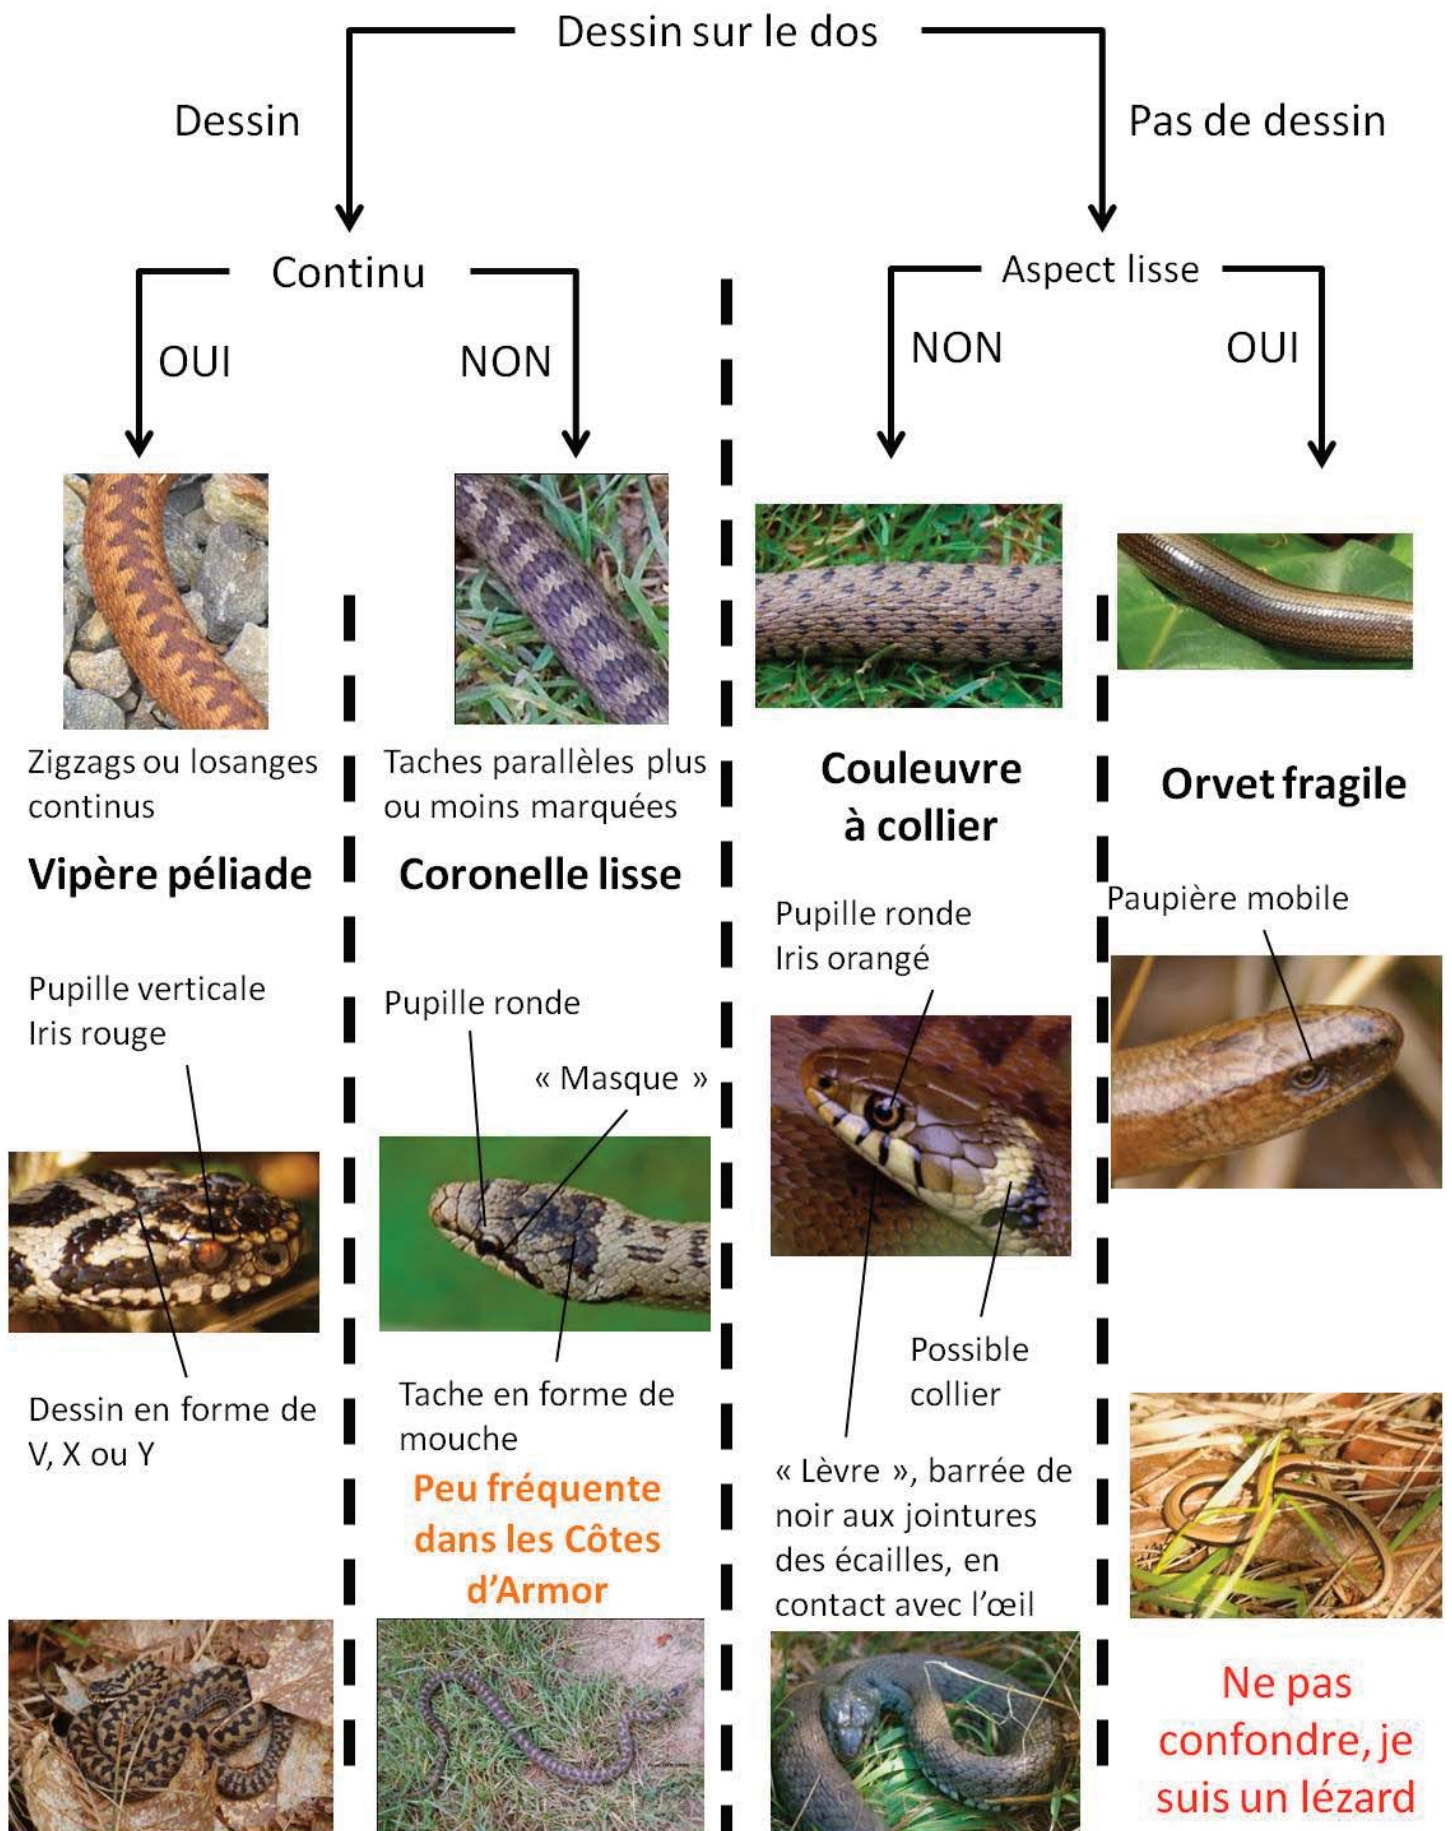 Dessin sur le dos
Dessin
Pas de dessin
Continu
Aspect lisse
OUI
NON
NON
OUI
Zigzags ou losanges
continus
Vipère péliade
Pupille verticale
Iris rouge
Dessin en forme de
V, X ou Y
Taches parallèles plus
ou moins marquées
Coronelle lisse
Pupille ronde
« Masque »
Tache en forme de
mouche
Peu fréquente
dans les Côtes
d’Armor
Couleuvre
à collier
Pupille ronde
Iris orangé
Possible
collier
« Lèvre », barrée de
noir aux jointures
des écailles, en
contact avec l’œil
Orvet fragile
Paupière mobile
Ne pas
confondre, je
suis un lézard